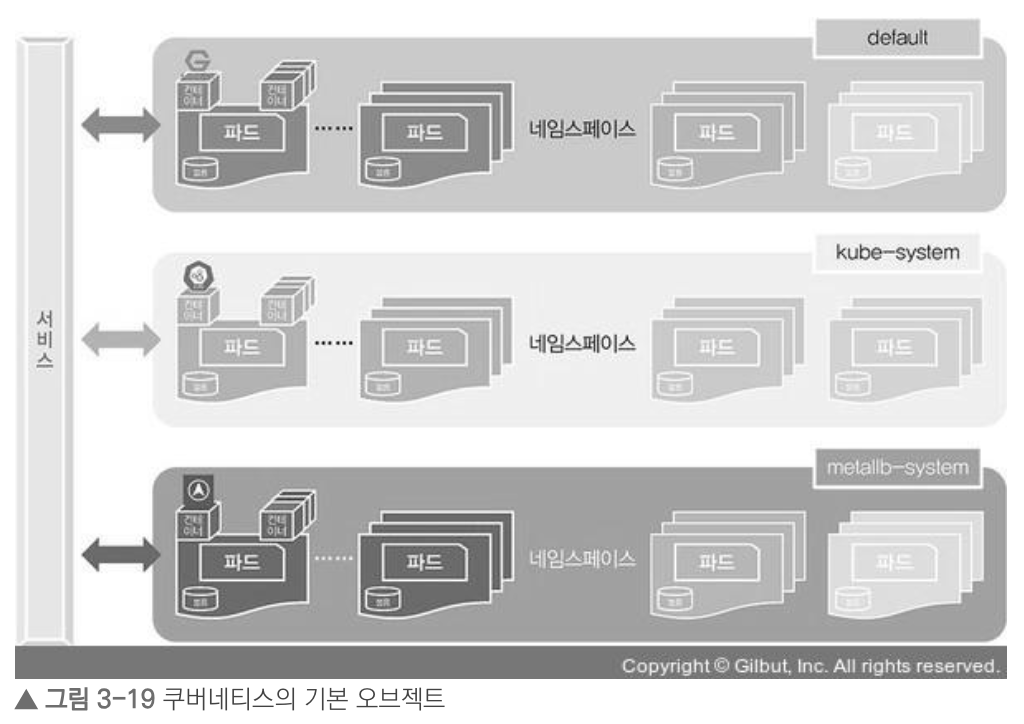 default
컨테
이너
컨테
이너
파드
볼륨
······
파드
볼륨
네임스페이스
파드
볼륨
파드
볼륨
kube-system
컨테
이너
컨테
이너
파드
볼륨
······
파드
볼륨
네임스페이스
파드
볼륨
파드
볼륨
서비스
metallb-system
컨테
이너
컨테
이너
파드
볼륨
······
파드
볼륨
네임스페이스
파드
볼륨
파드
볼륨
Copyright © Gilbut, Inc. All rights reserved.
▲ 그림 3-19 쿠버네티스의 기본 오브젝트